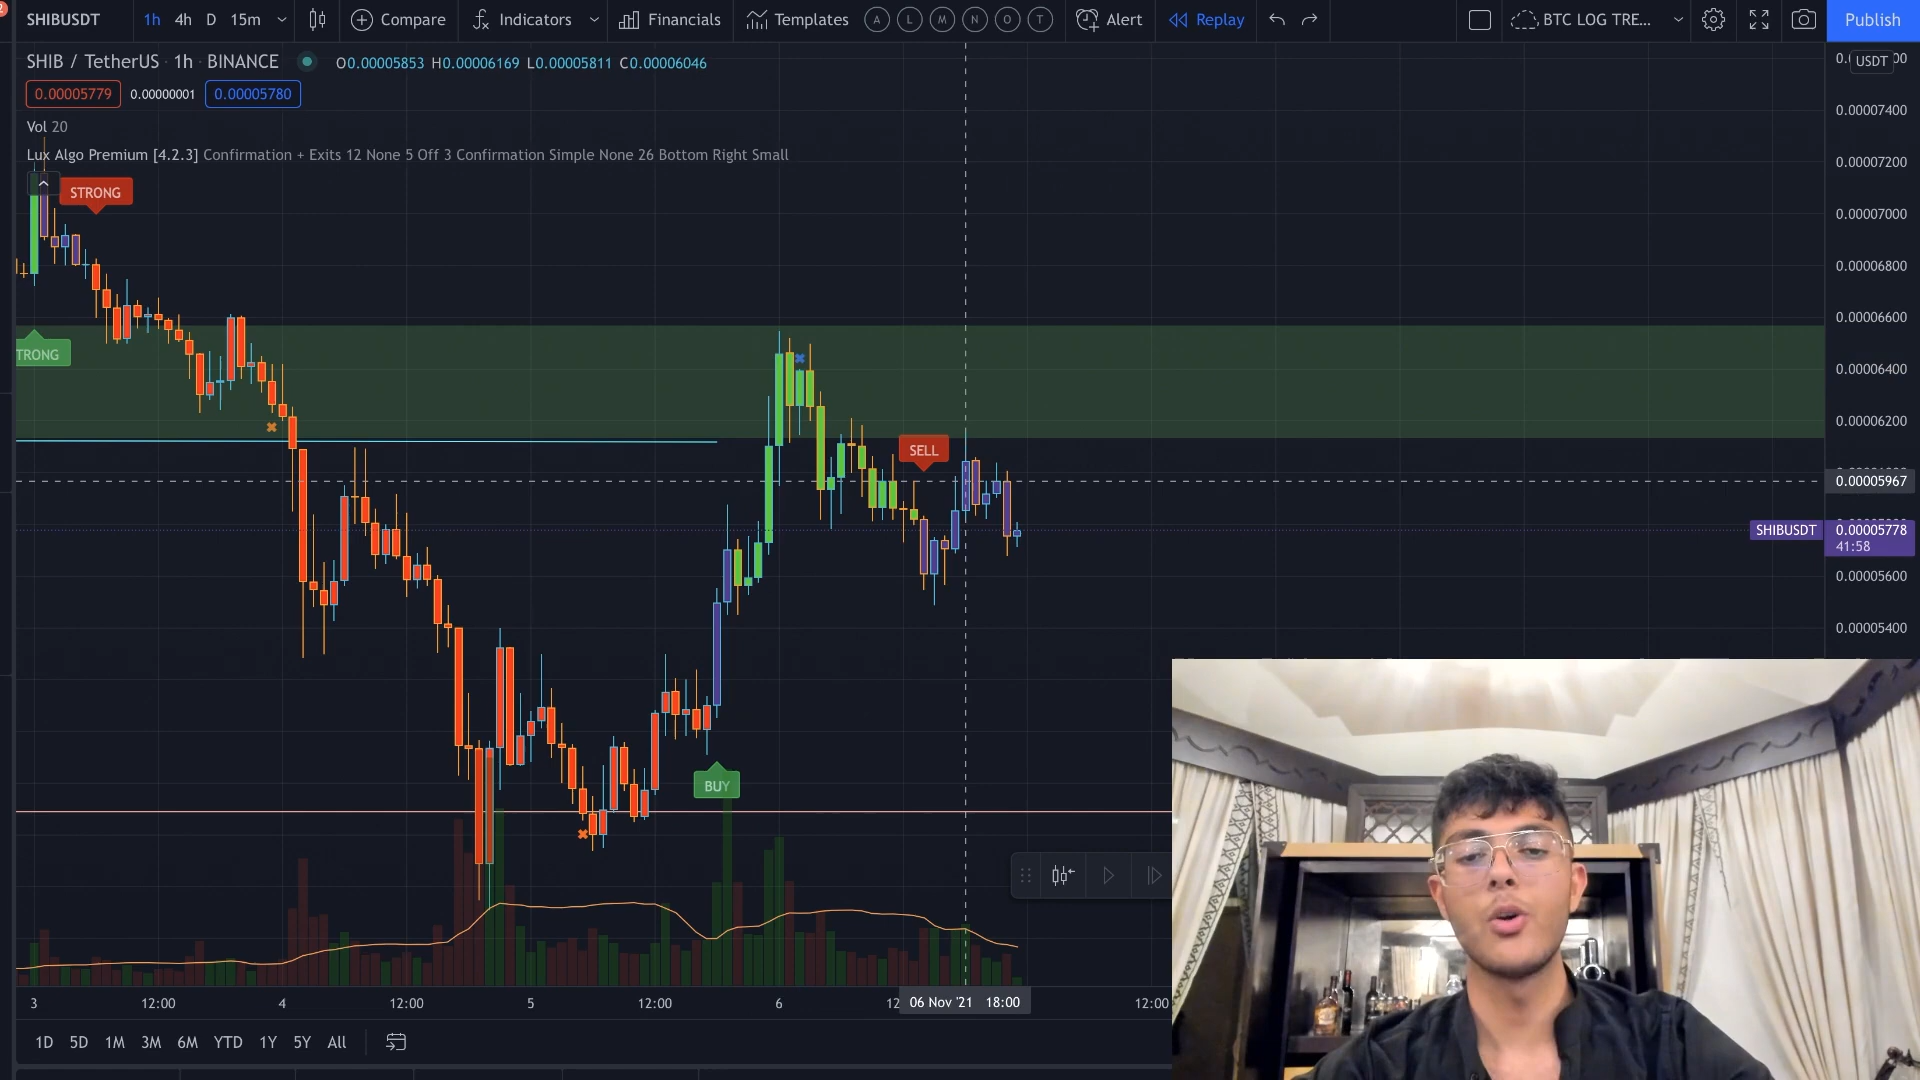 SHIBUSDT 1h 4h D 15m Compare Indicators Financials Templates A L M N O T Alert Replay BTC LOG TRE... Publish
SHIB / TetherUS · 1h · BINANCE O0.00005853 H0.00006169 L0.00005811 C0.00006046
USDT
0.00005779 0.00000001 0.00005780
Vol 20
Lux Algo Premium [4.2.3] Confirmation + Exits 12 None 5 Off 3 Confirmation Simple None 26 Bottom Right Small
0.00007400
0.00007200
STRONG
0.00007000
0.00006800
0.00006600
TRONG
0.00006400
0.00006200
SELL
0.00005967
SHIBUSDT 0.00005778
41:58
0.00005600
0.00005400
BUY
3 12:00 4 12:00 5 12:00 6 12 06 Nov '21 18:00 12:00
1D 5D 1M 3M 6M YTD 1Y 5Y All